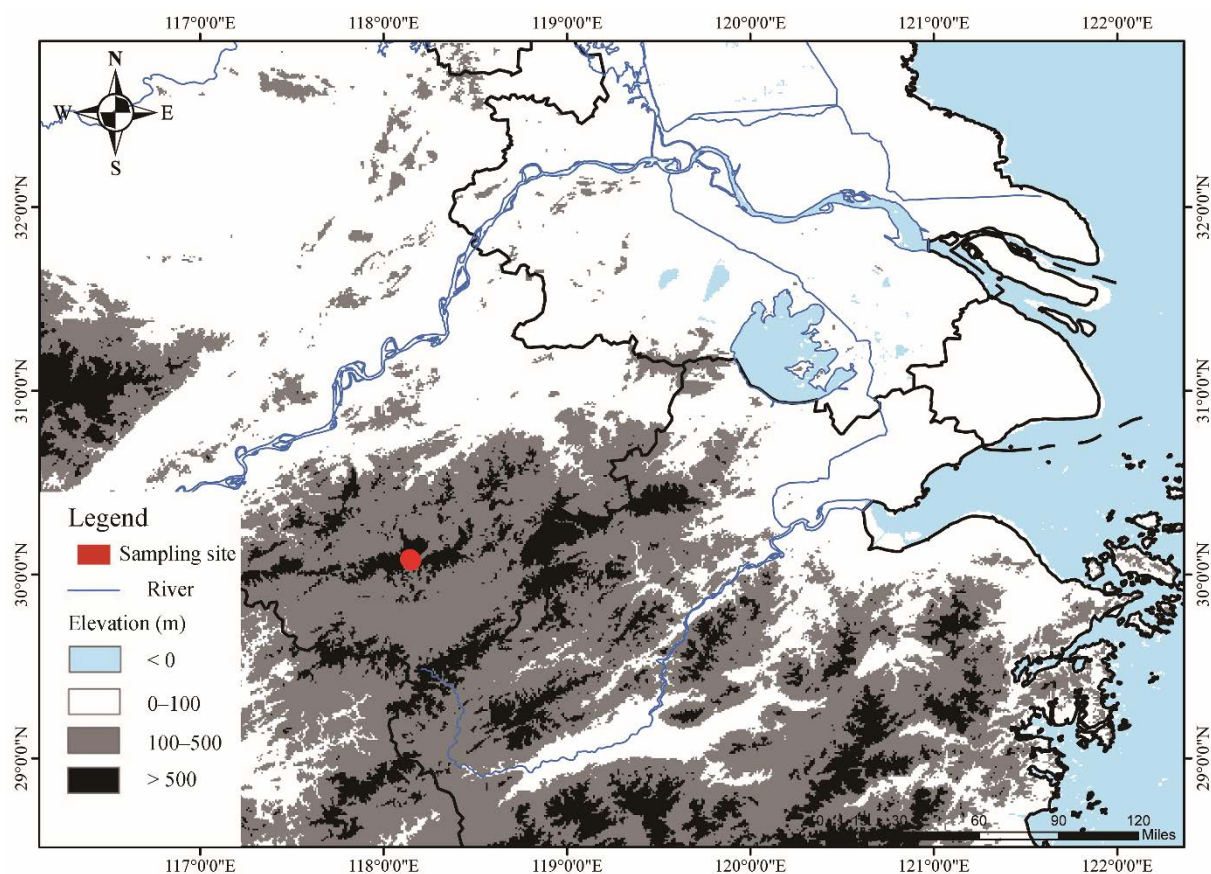 117°0'0"E 118°0'0"E 119°0'0"E 120°0'0"E 121°0'0"E 122°0'0"E
N
W E
S
32°0'0"N 32°0'0"N
31°0'0"N 31°0'0"N
30°0'0"N 30°0'0"N
29°0'0"N 29°0'0"N
Legend
Sampling site
River
Elevation (m)
< 0
0–100
100–500
> 500
30 60 90 120
Miles
117°0'0"E 118°0'0"E 119°0'0"E 120°0'0"E 121°0'0"E 122°0'0"E